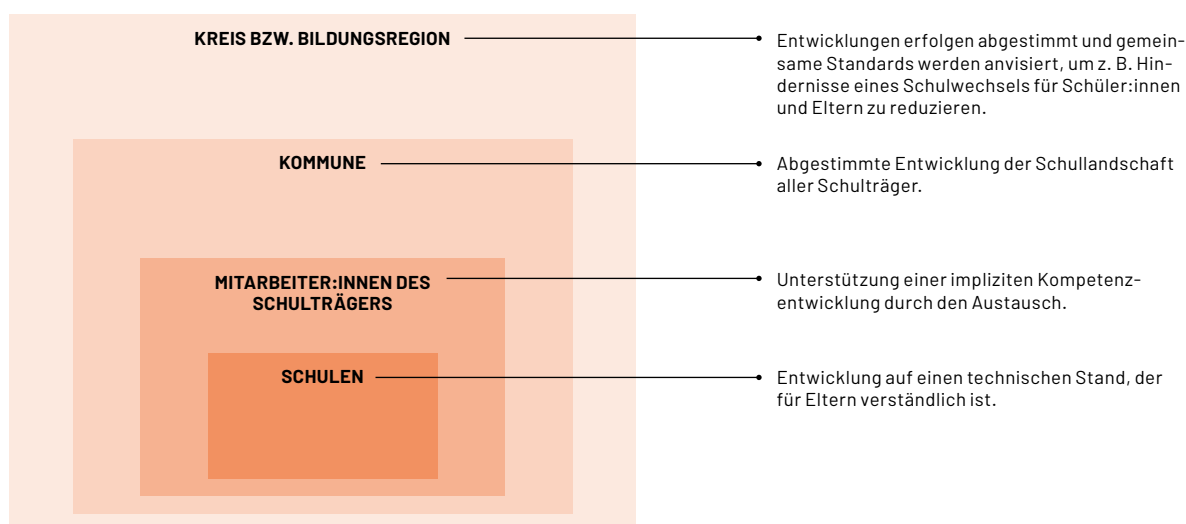 KREIS BZW. BILDUNGSREGION
Entwicklungen erfolgen abgestimmt und gemein-
same Standards werden anvisiert, um z. B. Hin-
dernisse eines Schulwechsels für Schüler:innen
und Eltern zu reduzieren.
KOMMUNE
Abgestimmte Entwicklung der Schullandschaft
aller Schulträger.
MITARBEITER:INNEN DES
SCHULTRÄGERS
Unterstützung einer impliziten Kompetenz-
entwicklung durch den Austausch.
SCHULEN
Entwicklung auf einen technischen Stand, der
für Eltern verständlich ist.